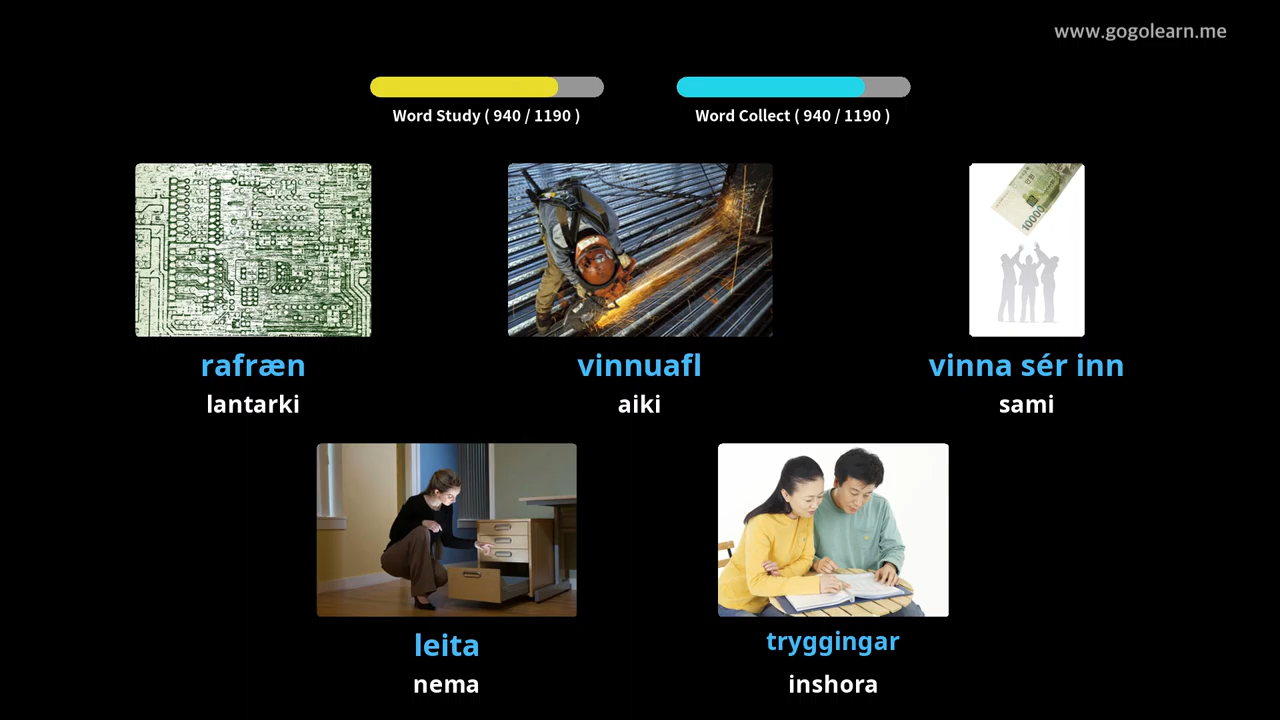 www.gogolearn.me
Word Study ( 940 / 1190 )
Word Collect ( 940 / 1190 )
10000
rafræn
lantarki
vinnuafl
aiki
vinna sér inn
sami
leita
nema
tryggingar
inshora